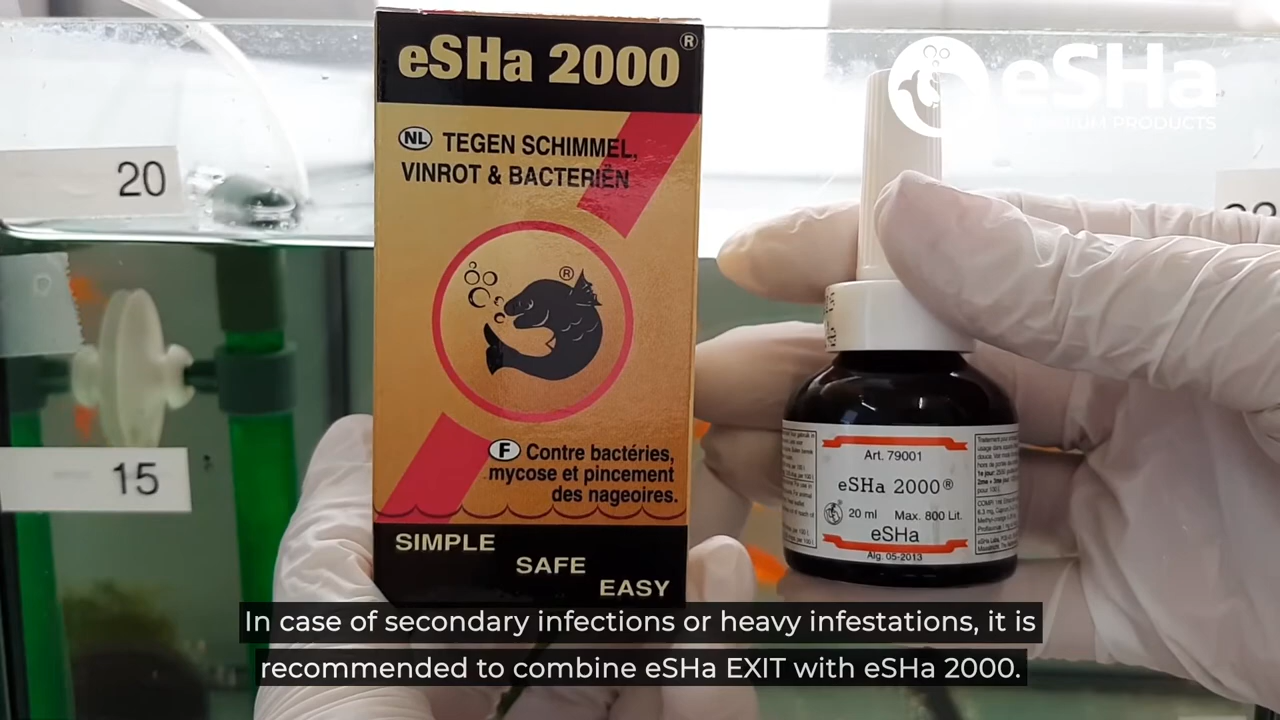 eSHa 2000®
NL TEGEN SCHIMMEL,
VINROT & BACTERIËN
®
F Contre bactéries,
mycose et pincement
des nageoires.
SIMPLE
SAFE
EASY
eSHa
PRODUCTS
20
15
Art. 79001
eSHa 2000®
20 ml Max. 800 Lit.
eSHa
Alg. 05-2013
In case of secondary infections or heavy infestations, it is
recommended to combine eSHa EXIT with eSHa 2000.